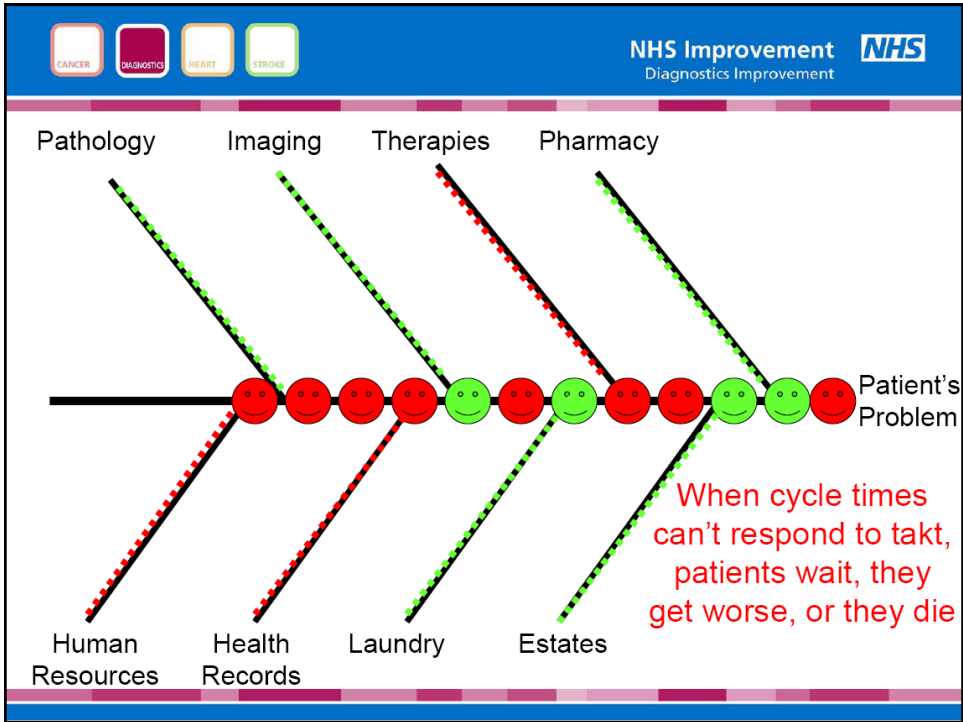 CANCER
DIAGNOSTICS
HEART
STROKE
NHS Improvement
Diagnostics Improvement
NHS
Pathology
Imaging
Therapies
Pharmacy
Patient's
Problem
When cycle times
can't respond to takt,
patients wait, they
get worse, or they die
Human
Resources
Health
Records
Laundry
Estates